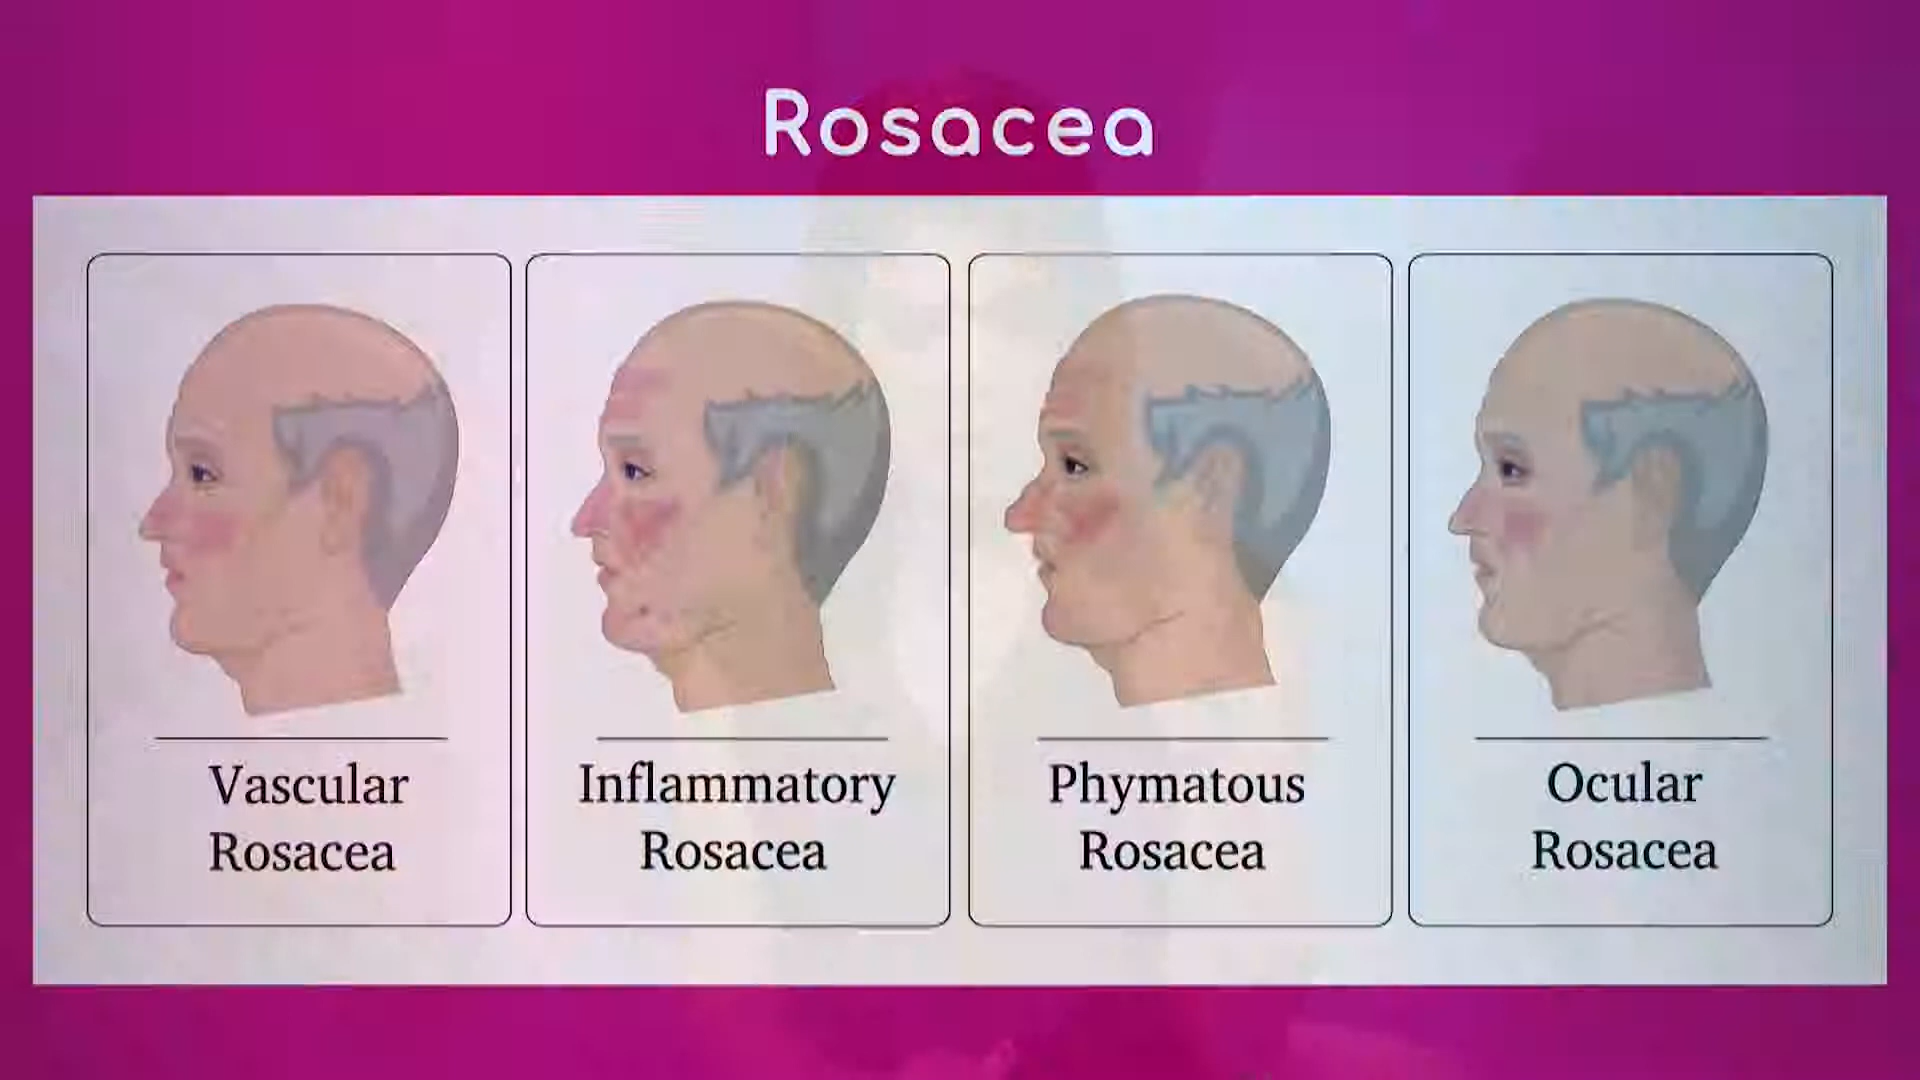 Rosacea
Vascular
Rosacea
Inflammatory
Rosacea
Phymatous
Rosacea
Ocular
Rosacea